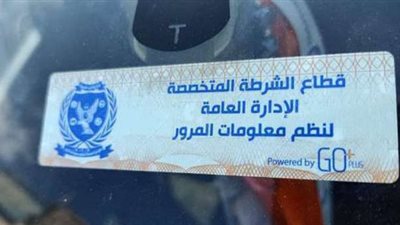 T
قطاع الشرطة المتخصصة
الإدارة العامة
لنظم معلومات المرور
Powered by GO+ PLUS